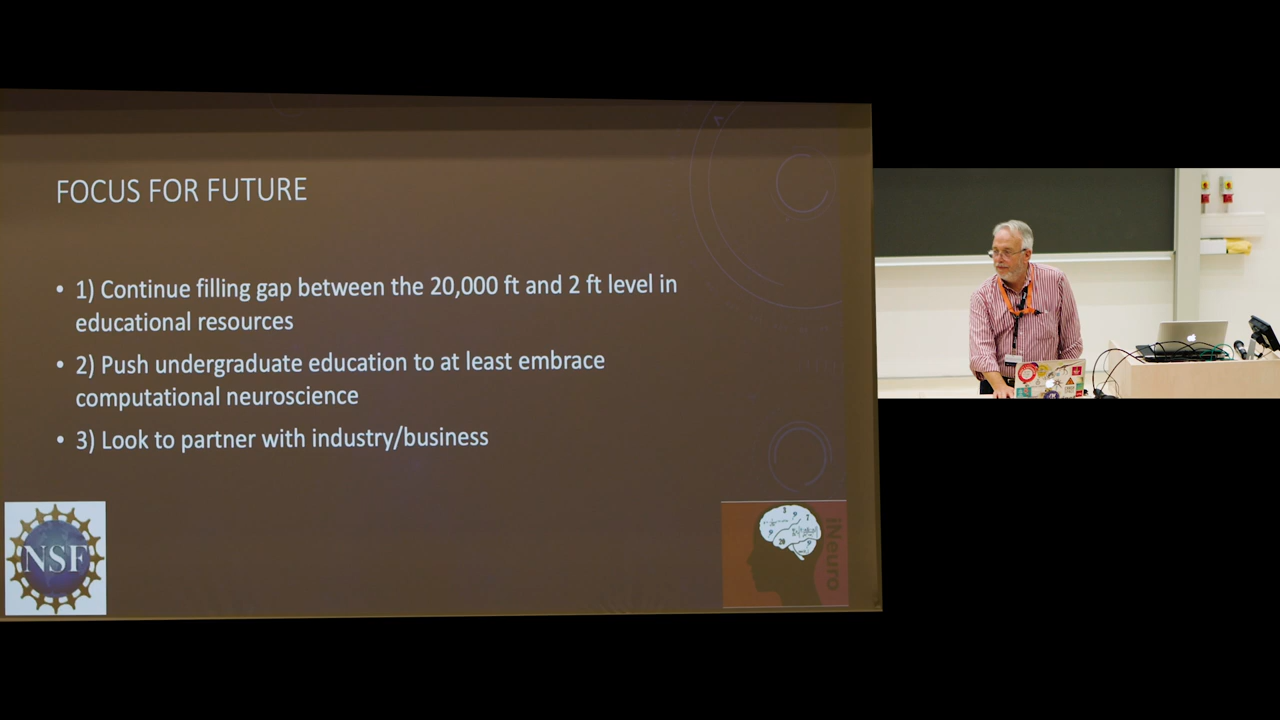 FOCUS FOR FUTURE
• 1) Continue filling gap between the 20,000 ft and 2 ft level in
educational resources
• 2) Push undergraduate education to at least embrace
computational neuroscience
• 3) Look to partner with industry/business
NSF
iNeuro